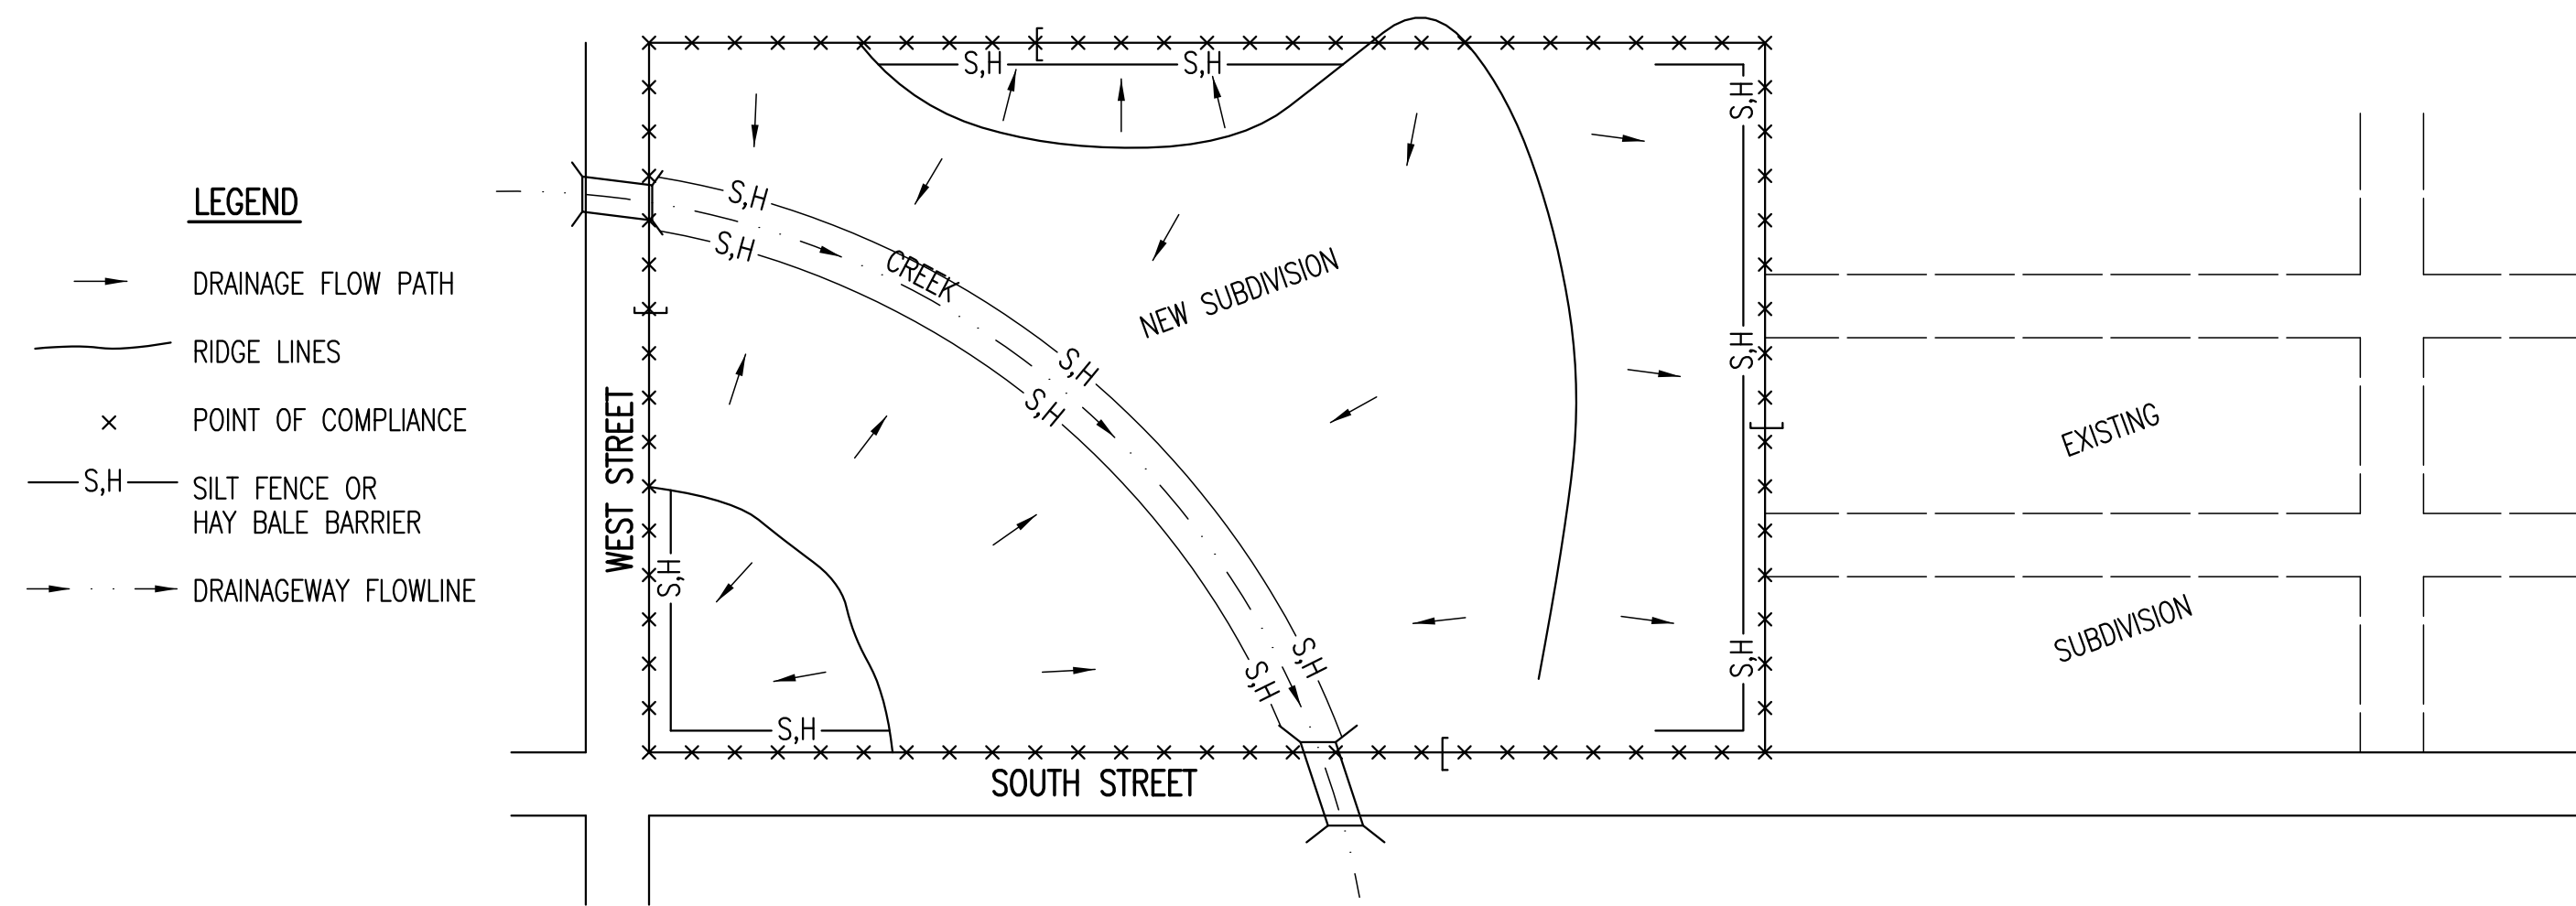 LEGEND
DRAINAGE FLOW PATH
RIDGE LINES
POINT OF COMPLIANCE
S,H
SILT FENCE OR
HAY BALE BARRIER
DRAINAGEWAY FLOWLINE
WEST STREET
SOUTH STREET
S,H
S,H
S,H
S,H
S,H
CREEK
NEW SUBDIVISION
S,H
S,H
S,H
S,H
S,H
S,H
S,H
S,H
S,H
EXISTING
SUBDIVISION